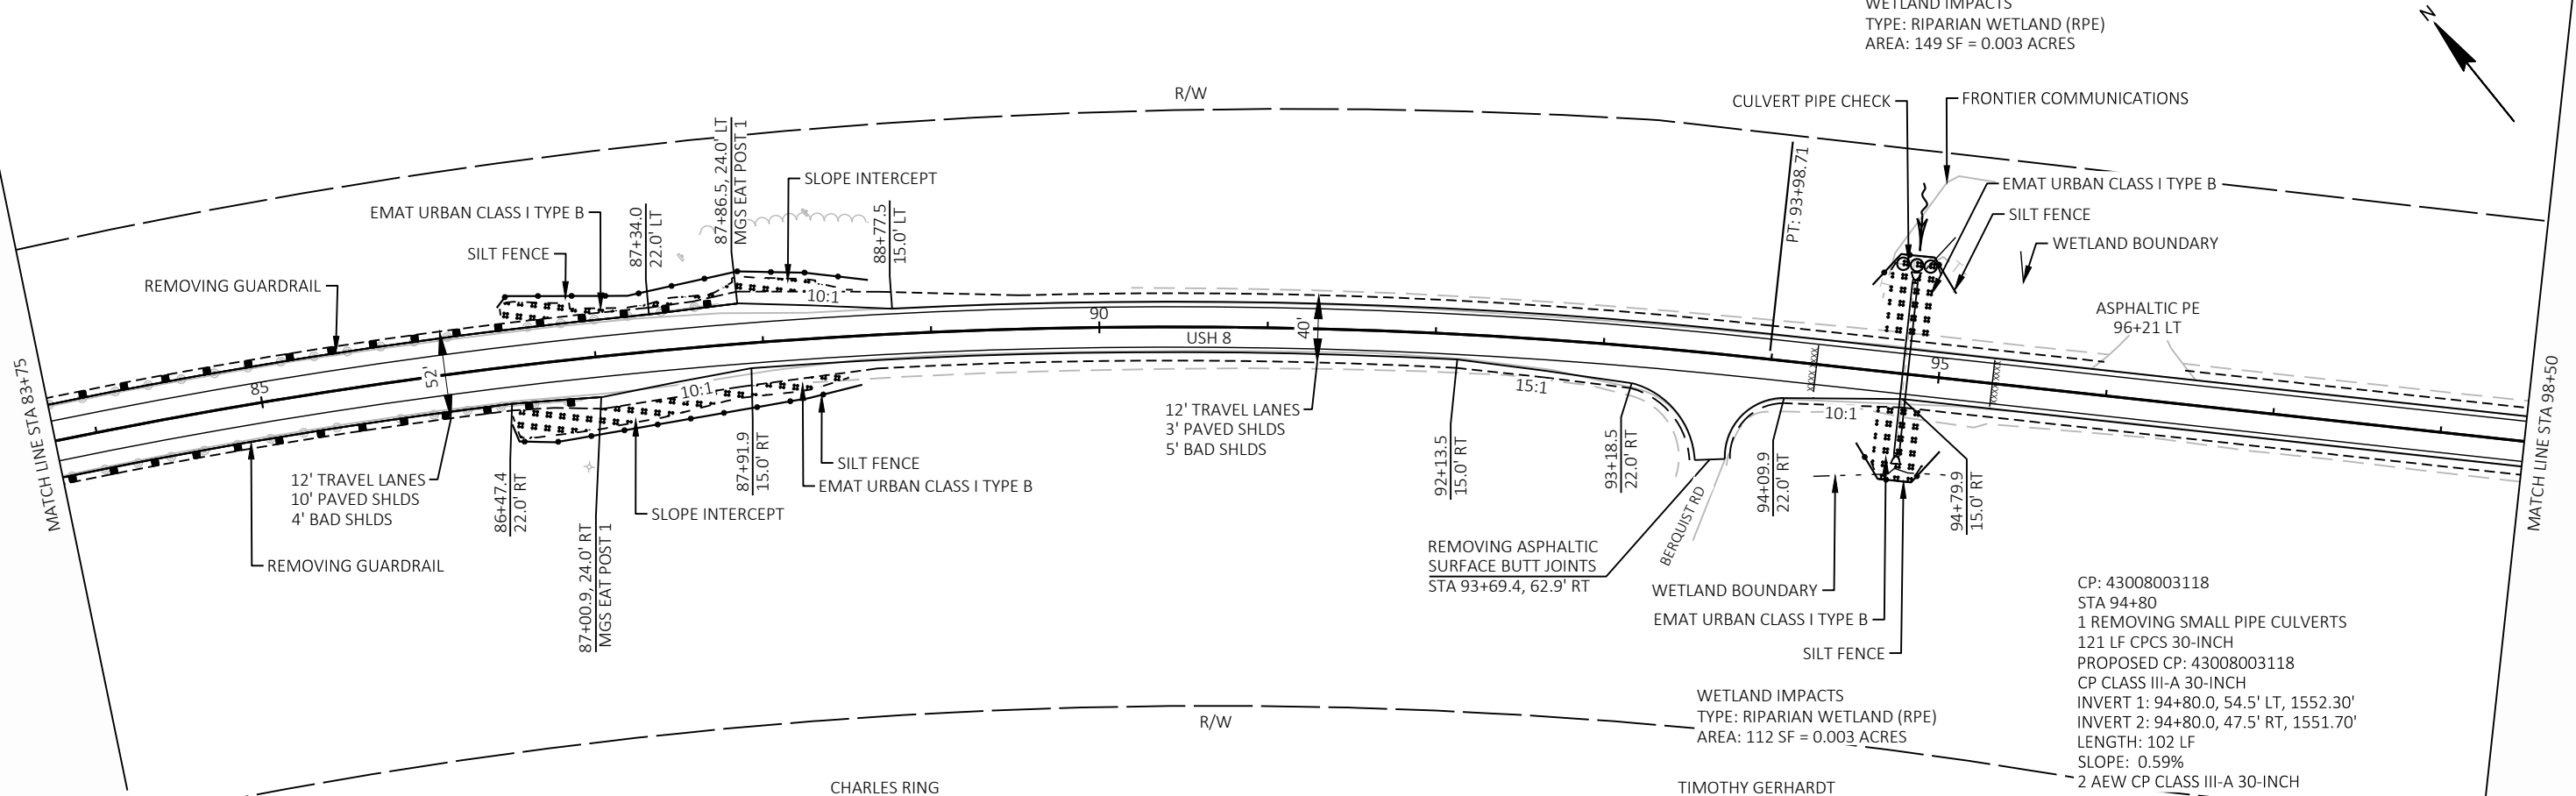 WETLAND IMPACTS
TYPE: RIPARIAN WETLAND (RPE)
AREA: 149 SF = 0.003 ACRES
N
R/W
CULVERT PIPE CHECK
FRONTIER COMMUNICATIONS
87+86.5, 24.0' LT
MGS EAT POST 1
SLOPE INTERCEPT
PT: 93+98.71
EMAT URBAN CLASS I TYPE B
EMAT URBAN CLASS I TYPE B
SILT FENCE
87+34.0
22.0' LT
88+77.5
15.0' LT
SILT FENCE
WETLAND BOUNDARY
REMOVING GUARDRAIL
10:1
90
USH 8
40'
ASPHALTIC PE
96+21 LT
MATCH LINE STA 83+75
85
52'
10:1
15:1
95
10:1
MATCH LINE STA 98+50
12' TRAVEL LANES
3' PAVED SHLDS
5' BAD SHLDS
12' TRAVEL LANES
10' PAVED SHLDS
4' BAD SHLDS
86+47.4
22.0' RT
87+91.9
15.0' RT
SILT FENCE
EMAT URBAN CLASS I TYPE B
SLOPE INTERCEPT
92+13.5
15.0' RT
93+18.5
22.0' RT
94+09.9
22.0' RT
94+79.9
15.0' RT
REMOVING GUARDRAIL
87+00.9, 24.0' RT
MGS EAT POST 1
REMOVING ASPHALTIC
SURFACE BUTT JOINTS
STA 93+69.4, 62.9' RT
BERQUIST RD
WETLAND BOUNDARY
EMAT URBAN CLASS I TYPE B
SILT FENCE
CP: 43008003118
STA 94+80
1 REMOVING SMALL PIPE CULVERTS
121 LF CPCS 30-INCH
PROPOSED CP: 43008003118
CP CLASS III-A 30-INCH
INVERT 1: 94+80.0, 54.5' LT, 1552.30'
INVERT 2: 94+80.0, 47.5' RT, 1551.70'
LENGTH: 102 LF
SLOPE: 0.59%
2 AEW CP CLASS III-A 30-INCH
WETLAND IMPACTS
TYPE: RIPARIAN WETLAND (RPE)
AREA: 112 SF = 0.003 ACRES
R/W
CHARLES RING
TIMOTHY GERHARDT